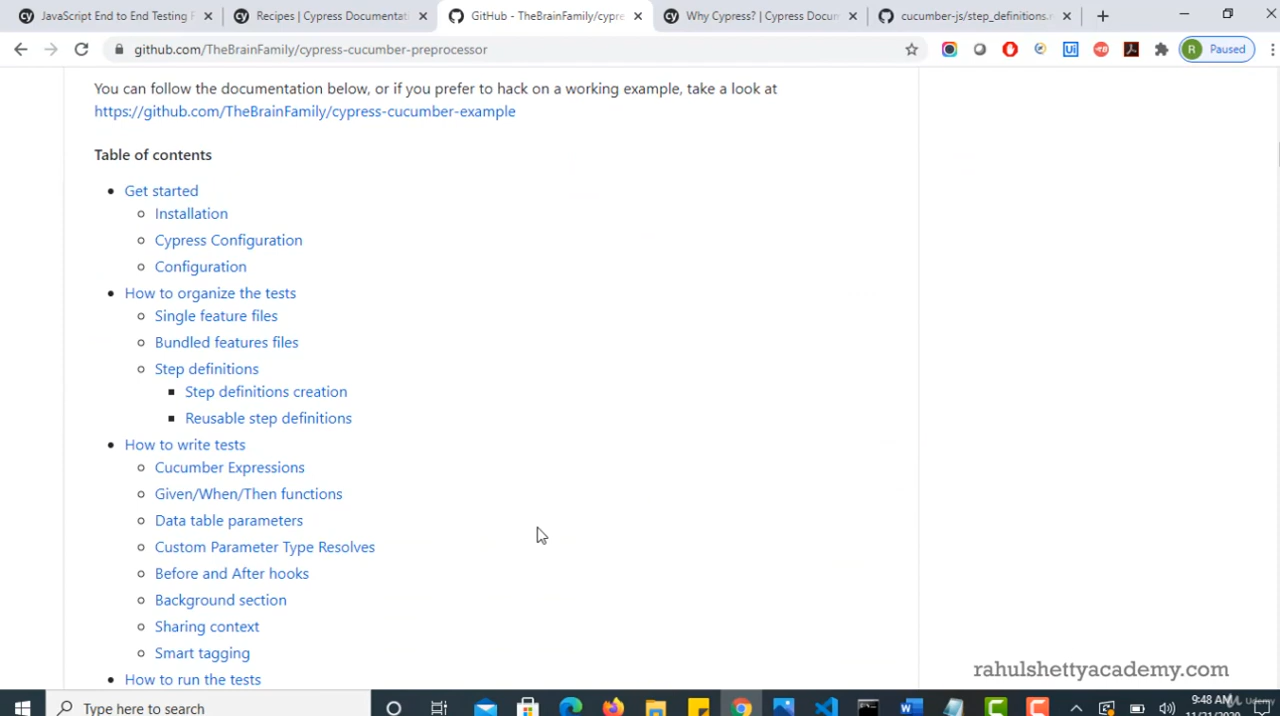 JavaScript End to End Testing F
Recipes | Cypress Documentati
GitHub - TheBrainFamily/cypre
Why Cypress? | Cypress Docum
cucumber-js/step_definitions.m
github.com/TheBrainFamily/cypress-cucumber-preprocessor
Ui
R Paused
You can follow the documentation below, or if you prefer to hack on a working example, take a look at
https://github.com/TheBrainFamily/cypress-cucumber-example
Table of contents
Get started
Installation
Cypress Configuration
Configuration
How to organize the tests
Single feature files
Bundled features files
Step definitions
Step definitions creation
Reusable step definitions
How to write tests
Cucumber Expressions
Given/When/Then functions
Data table parameters
Custom Parameter Type Resolves
Before and After hooks
Background section
Sharing context
Smart tagging
How to run the tests
rahulshettyacademy.com
Type here to search
9:48 AM
Udemy